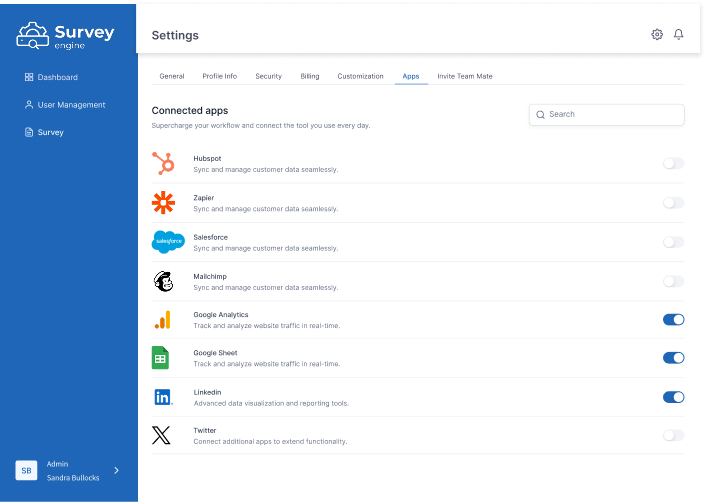 Survey
engine
Dashboard
User Management
Survey
SB
Admin
Sandra Bullocks
Settings
General Profile Info Security Billing Customization Apps Invite Team Mate
Connected apps
Supercharge your workflow and connect the tool you use every day.
Search
Hubspot
Sync and manage customer data seamlessly.
Zapier
Sync and manage customer data seamlessly.
salesforce
Salesforce
Sync and manage customer data seamlessly.
Mailchimp
Sync and manage customer data seamlessly.
Google Analytics
Track and analyze website traffic in real-time.
Google Sheet
Track and analyze website traffic in real-time.
in
Linkedin
Advanced data visualization and reporting tools.
X
Twitter
Connect additional apps to extend functionality.